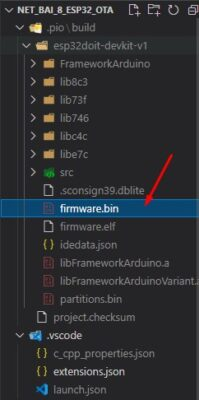 NET_BAI_8_ESP32_OTA
.pio\build
esp32doit-devkit-v1
FrameworkArduino
lib8c3
lib73f
lib746
libc4c
libe7c
src
.sconsign39.dblite
firmware.bin
firmware.elf
idedata.json
libFrameworkArduino.a
libFrameworkArduinoVariant.a
partitions.bin
project.checksum
.vscode
c_cpp_properties.json
extensions.json
launch.json